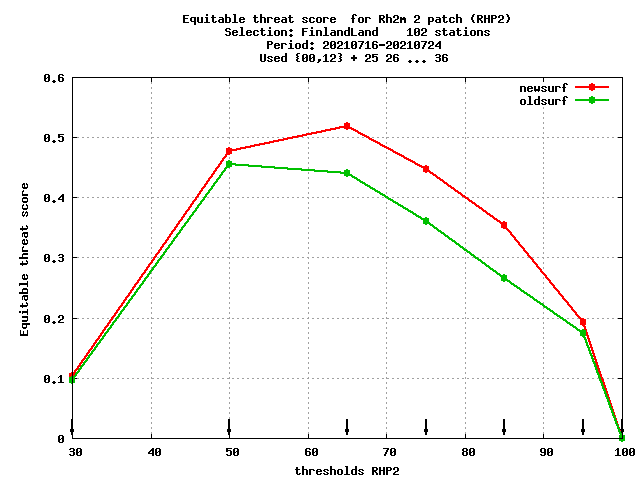 Equitable threat score  for Rh2m 2 patch (RHP2)
Selection: FinlandLand    102 stations
Period: 20210716-20210724
Used {00,12} + 25 26 ... 36
newsurf
oldsurf
Equitable threat score
0.6
0.5
0.4
0.3
0.2
0.1
0
30 40 50 60 70 80 90 100
thresholds RHP2